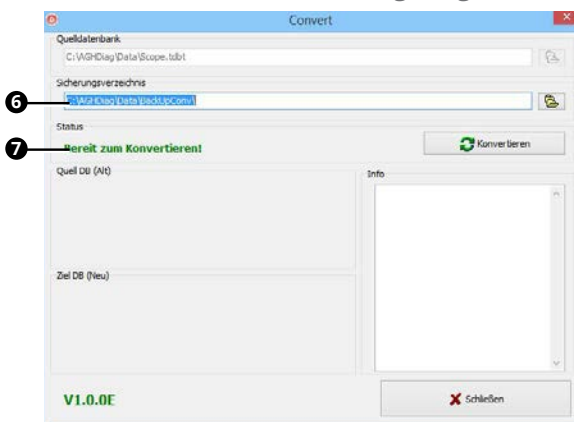 Convert
Quelldatenbank
C:\AGHDiag\Data\Scope.tdbt
Sicherungsverzeichnis
6
C:\AGHDiag\Data\BackUpConv\
Status
7
Bereit zum Konvertieren!
Konvertieren
Quell DB (Alt)
Info
Ziel DB (Neu)
V1.0.0E
Schließen